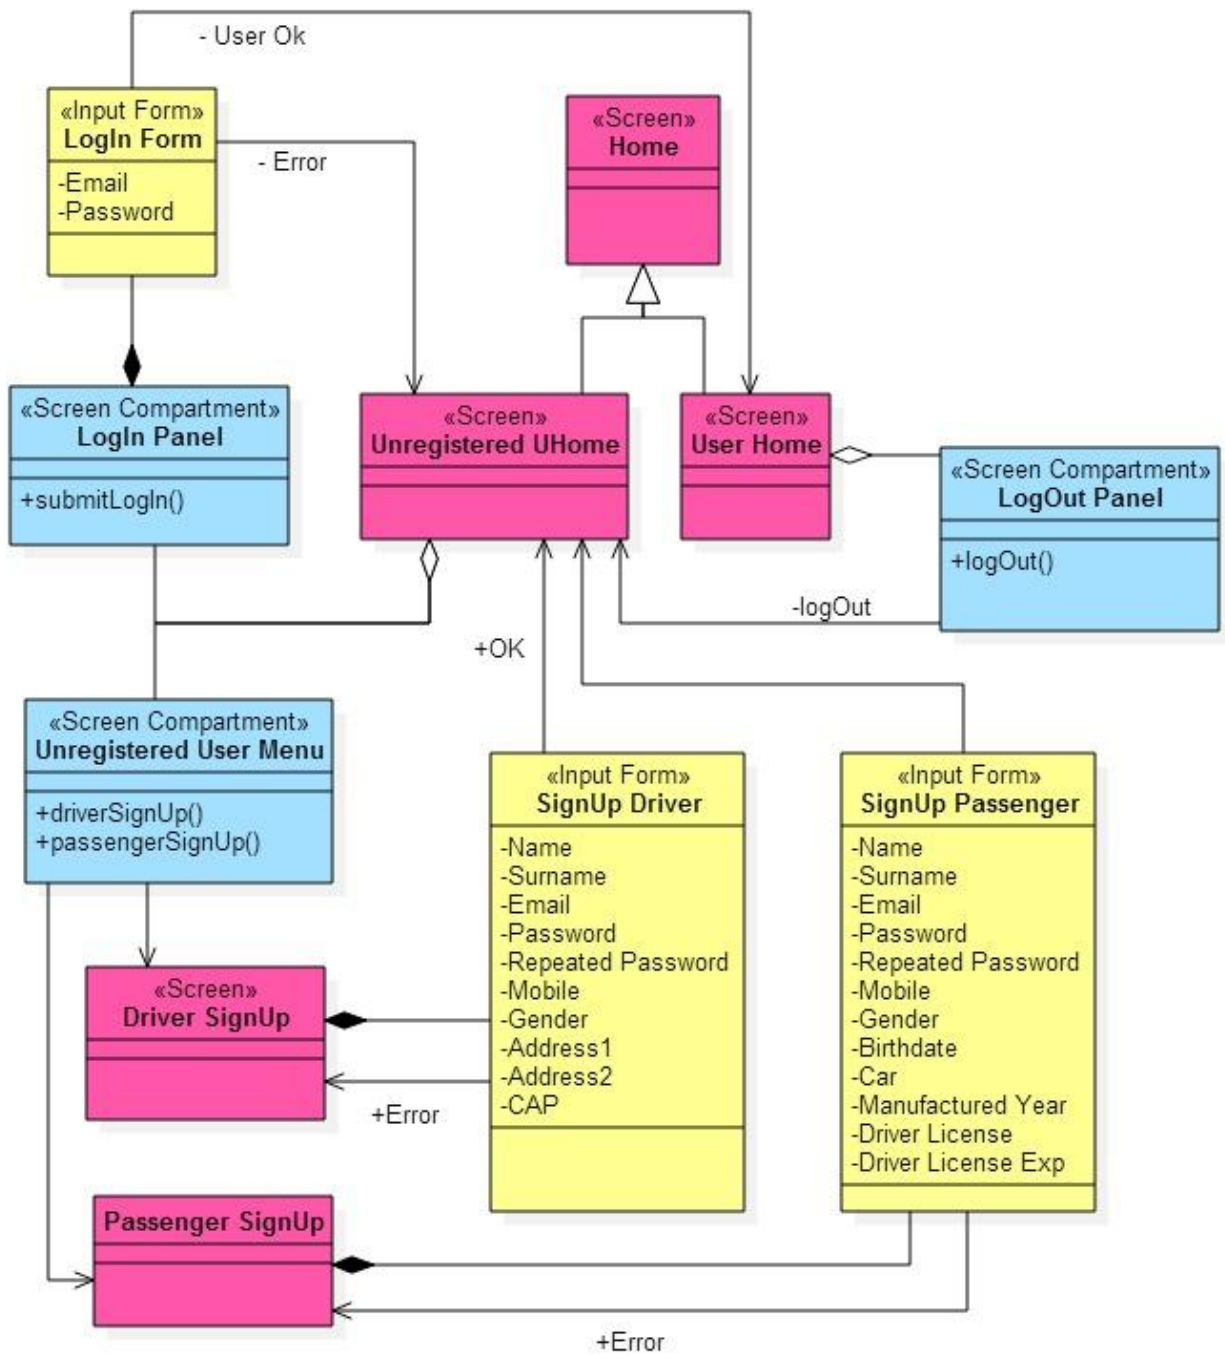 - User Ok
«Input Form»
LogIn Form
-Email
-Password
- Error
«Screen»
Home
«Screen Compartment»
LogIn Panel
+submitLogIn()
«Screen»
Unregistered UHome
«Screen»
User Home
«Screen Compartment»
LogOut Panel
+logOut()
-logOut
+OK
«Screen Compartment»
Unregistered User Menu
+driverSignUp()
+passengerSignUp()
«Input Form»
SignUp Driver
-Name
-Surname
-Email
-Password
-Repeated Password
-Mobile
-Gender
-Address1
-Address2
-CAP
«Input Form»
SignUp Passenger
-Name
-Surname
-Email
-Password
-Repeated Password
-Mobile
-Gender
-Birthdate
-Car
-Manufactured Year
-Driver License
-Driver License Exp
«Screen»
Driver SignUp
+Error
Passenger SignUp
+Error